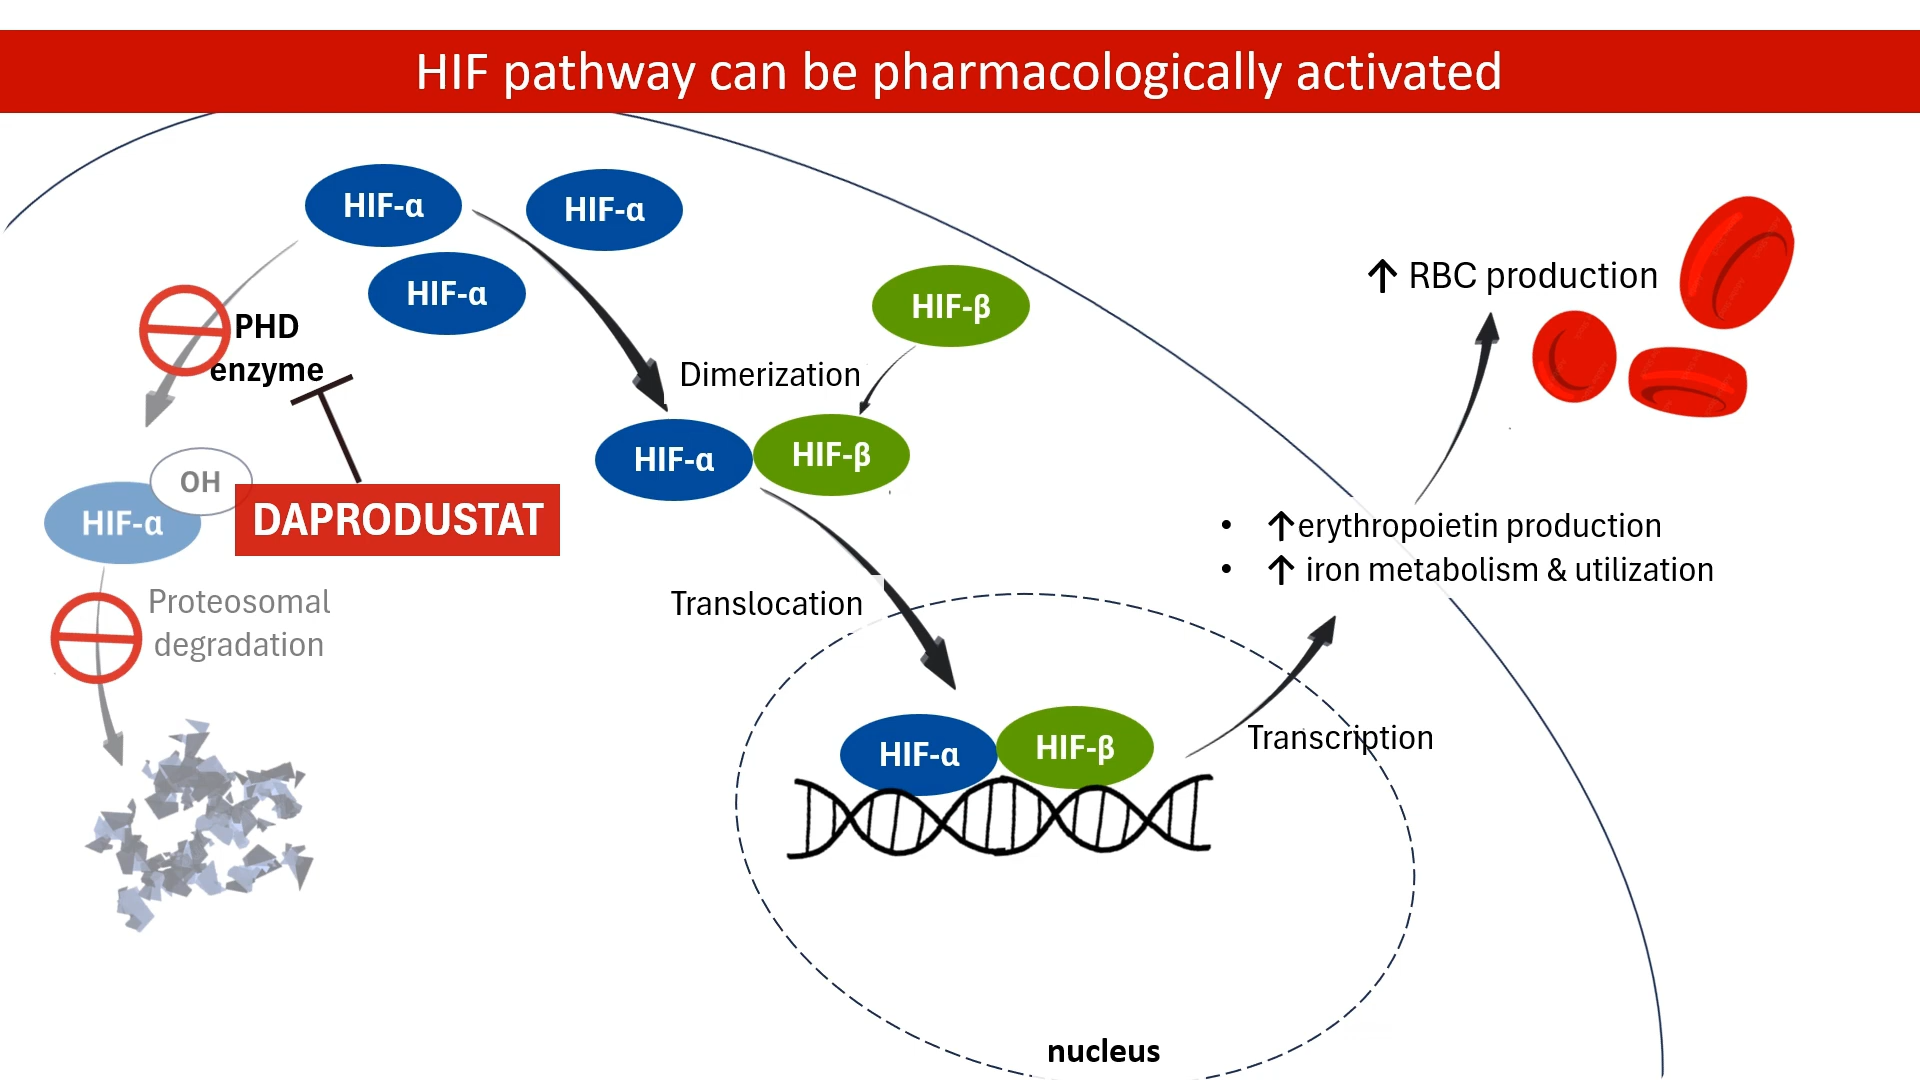 HIF pathway can be pharmacologically activated
HIF-α
HIF-α
HIF-α
HIF-β
PHD
enzyme
Dimerization
HIF-α
HIF-β
OH
HIF-α
DAPRODUSTAT
Proteosomal
degradation
Translocation
HIF-α
HIF-β
Transcription
• ↑erythropoietin production
• ↑ iron metabolism & utilization
↑ RBC production
nucleus